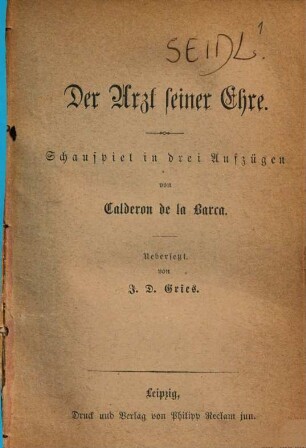 SEIDL.
Der Arzt seiner Ehre.
Schauspiel in drei Aufzügen
von
Calderon de la Barca.
Uebersetzt
von
J. D. Gries.
Leipzig,
Druck und Verlag von Philipp Reclam jun.